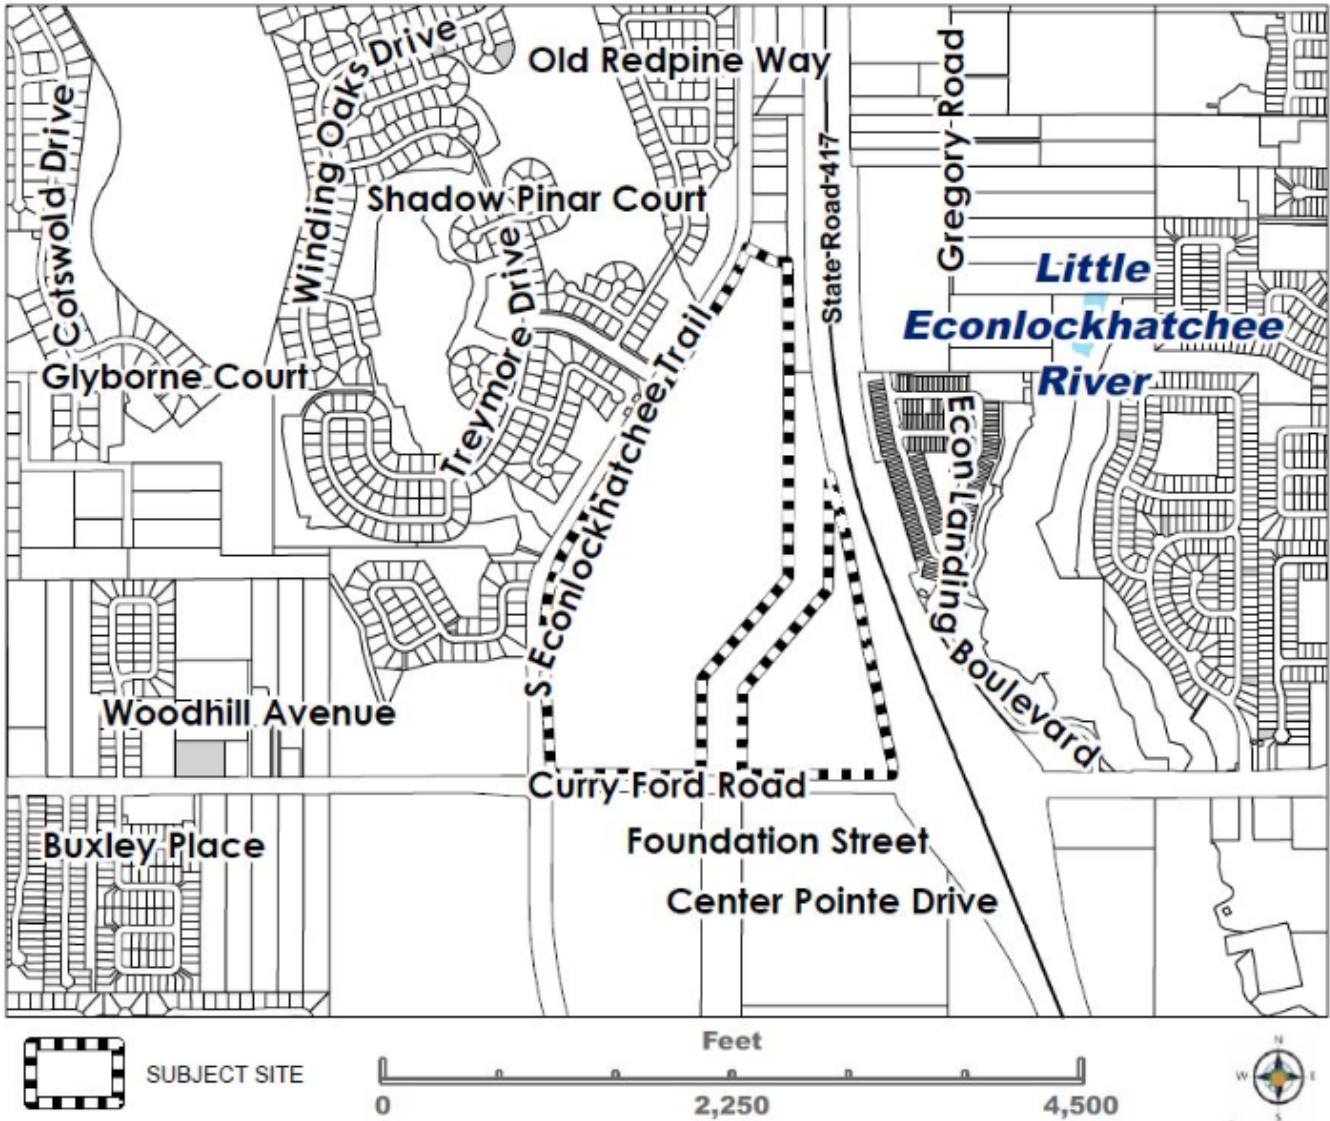 Old Redpine Way
Winding Oaks Drive
Cotswold Drive
Gregory Road
State Road 417
Shadow Pinar Court
Little
Econlockhatchee
River
Treymore Drive
Glyborne Court
S Econlockhatchee Trail
Econ Landing Boulevard
Woodhill Avenue
Curry Ford Road
Buxley Place
Foundation Street
Center Pointe Drive
SUBJECT SITE
Feet
0 2,250 4,500
N
W E
S